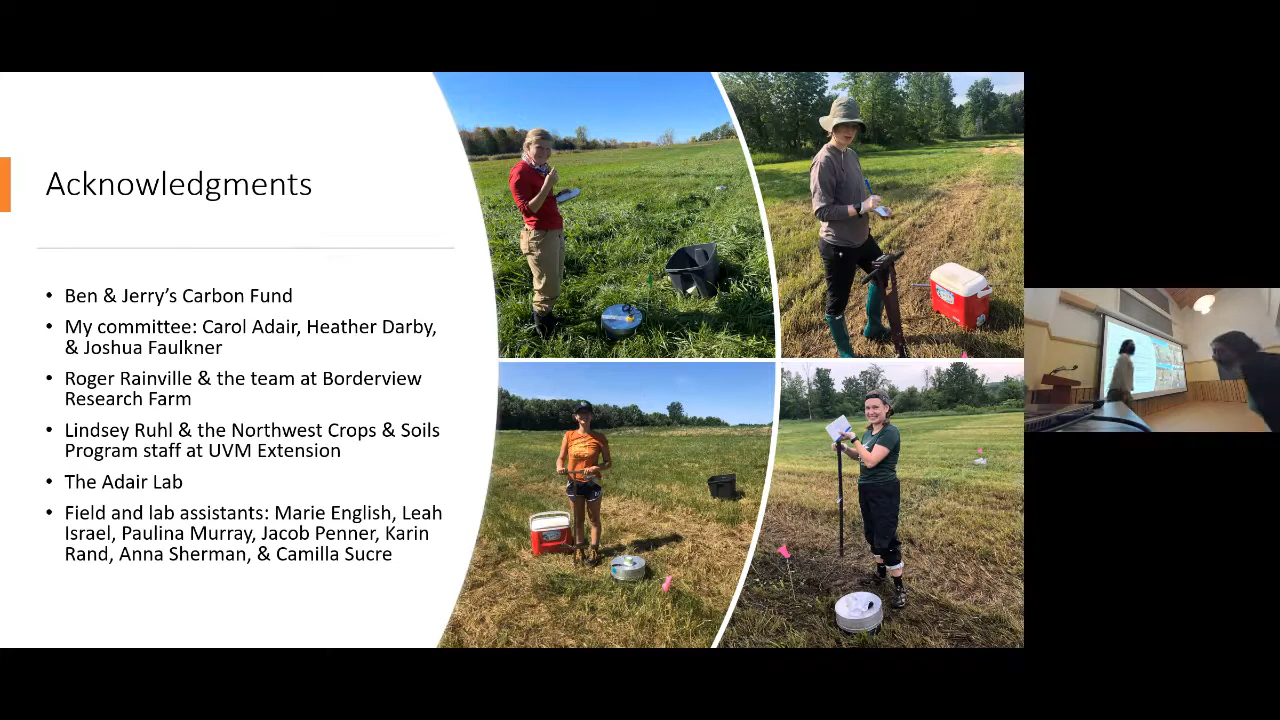 Acknowledgments
• Ben & Jerry's Carbon Fund
• My committee: Carol Adair, Heather Darby,
& Joshua Faulkner
• Roger Rainville & the team at Borderview
Research Farm
• Lindsey Ruhl & the Northwest Crops & Soils
Program staff at UVM Extension
• The Adair Lab
• Field and lab assistants: Marie English, Leah
Israel, Paulina Murray, Jacob Penner, Karin
Rand, Anna Sherman, & Camilla Sucre